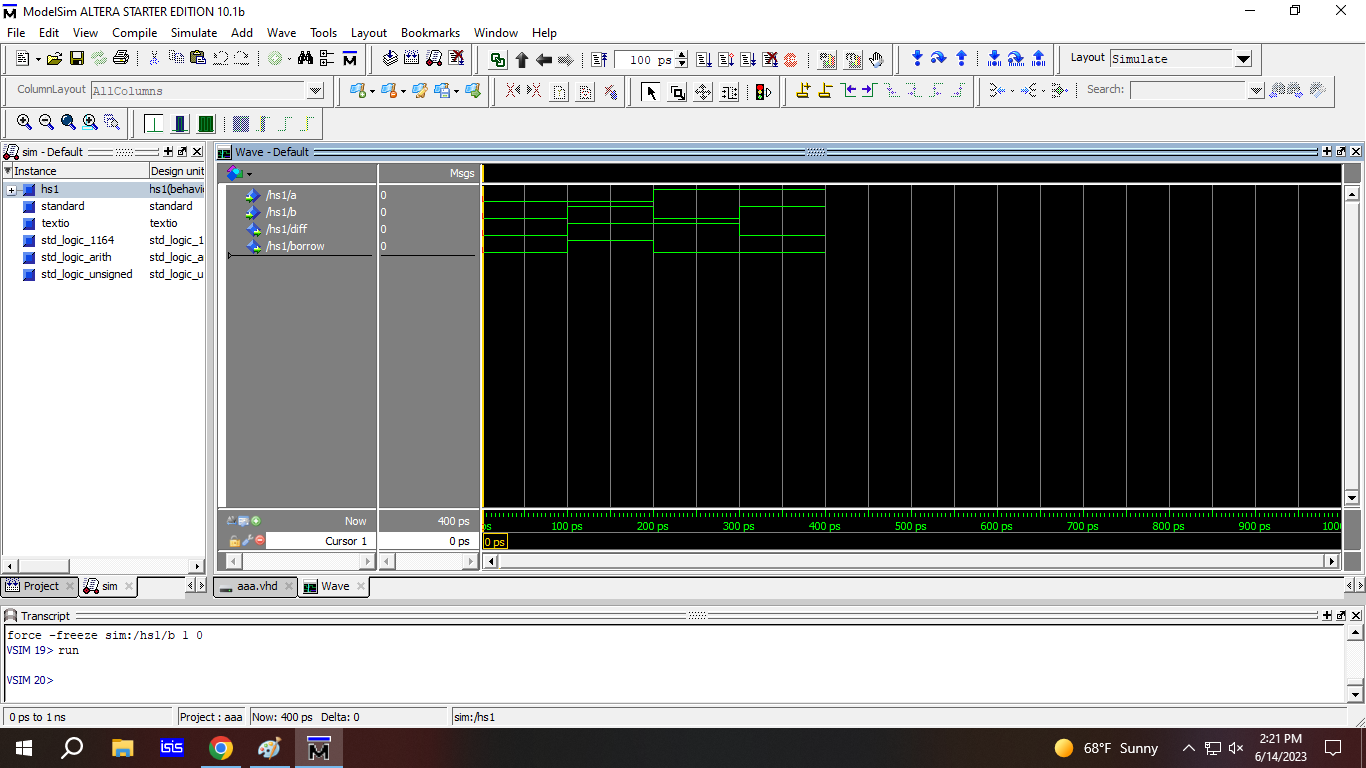 ModelSim ALTERA STARTER EDITION 10.1b
File Edit View Compile Simulate Add Wave Tools Layout Bookmarks Window Help
100 ps
Layout Simulate
ColumnLayout AllColumns
Search:
sim - Default
Instance Design unit
hs1 hs1(behavi
standard standard
textio textio
std_logic_1164 std_logic_1
std_logic_arith std_logic_a
std_logic_unsigned std_logic_u
Wave - Default
Msgs
/hs1/a 0
/hs1/b 0
/hs1/diff 0
/hs1/borrow 0
Now 400 ps
ps 100 ps 200 ps 300 ps 400 ps 500 ps 600 ps 700 ps 800 ps 900 ps 1000
Cursor 1 0 ps
0 ps
Project sim
aaa.vhd Wave
Transcript
force -freeze sim:/hs1/b 1 0
VSIM 19> run
VSIM 20>
0 ps to 1 ns Project : aaa Now: 400 ps Delta: 0 sim:/hs1
isis
68°F Sunny
2:21 PM
6/14/2023